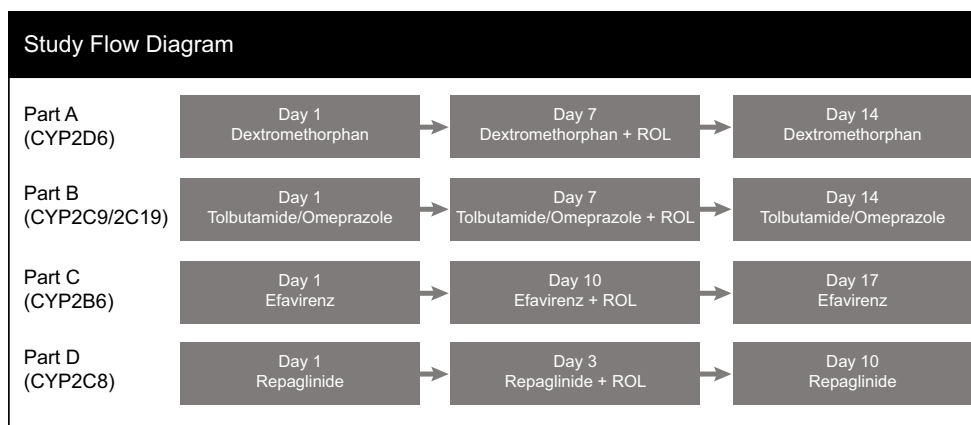 Study Flow Diagram
Part A
(CYP2D6)
Day 1
Dextromethorphan
Day 7
Dextromethorphan + ROL
Day 14
Dextromethorphan
Part B
(CYP2C9/2C19)
Day 1
Tolbutamide/Omeprazole
Day 7
Tolbutamide/Omeprazole + ROL
Day 14
Tolbutamide/Omeprazole
Part C
(CYP2B6)
Day 1
Efavirenz
Day 10
Efavirenz + ROL
Day 17
Efavirenz
Part D
(CYP2C8)
Day 1
Repaglinide
Day 3
Repaglinide + ROL
Day 10
Repaglinide